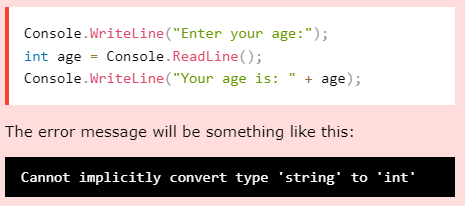 Console.WriteLine("Enter your age:");
int age = Console.ReadLine();
Console.WriteLine("Your age is: " + age);
The error message will be something like this:
Cannot implicitly convert type 'string' to 'int'